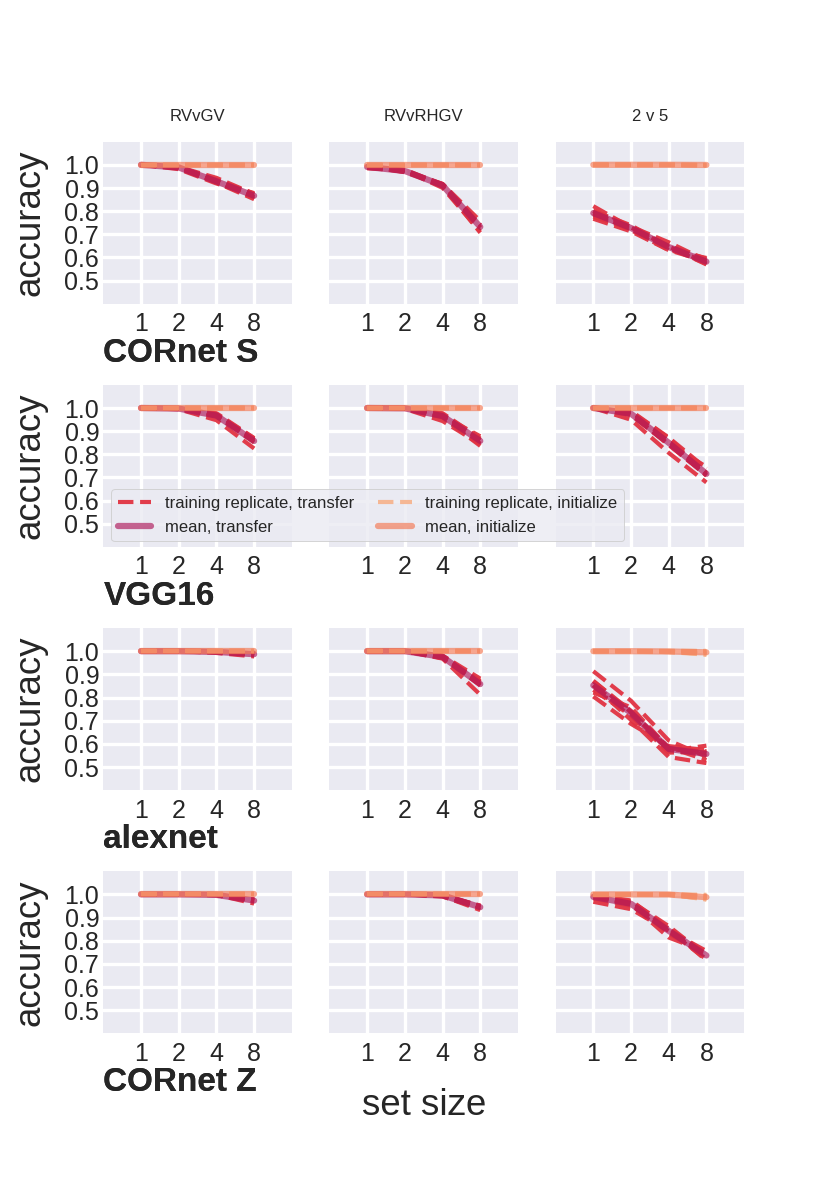 RVvGV RVvRHGV 2 v 5
accuracy
1.0
0.9
0.8
0.7
0.6
0.5
1 2 4 8 1 2 4 8 1 2 4 8
CORnet S
accuracy
1.0
0.9
0.8
0.7
0.6
0.5
training replicate, transfer training replicate, initialize
mean, transfer mean, initialize
1 2 4 8 1 2 4 8 1 2 4 8
VGG16
accuracy
1.0
0.9
0.8
0.7
0.6
0.5
1 2 4 8 1 2 4 8 1 2 4 8
alexnet
accuracy
1.0
0.9
0.8
0.7
0.6
0.5
1 2 4 8 1 2 4 8 1 2 4 8
CORnet Z
set size